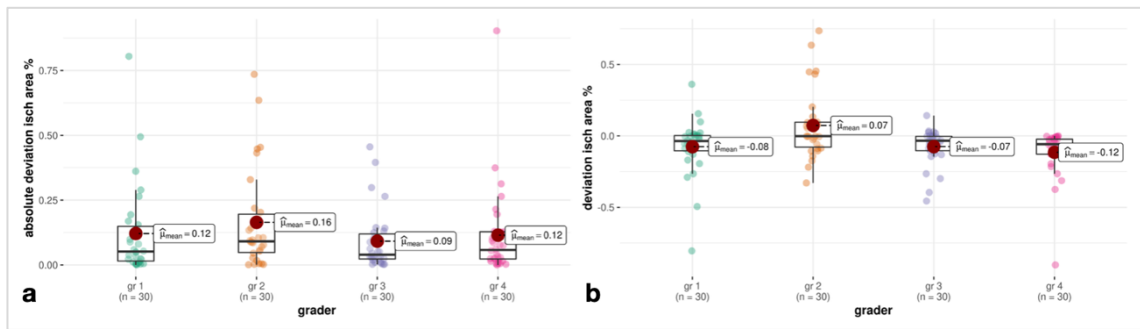 absolute deviation isch area %
0.75
0.50
0.25
0.00
μ̂mean = 0.12
μ̂mean = 0.16
μ̂mean = 0.09
μ̂mean = 0.12
gr 1
(n = 30)
gr 2
(n = 30)
gr 3
(n = 30)
gr 4
(n = 30)
grader
a
deviation isch area %
0.5
0.0
-0.5
μ̂mean = -0.08
μ̂mean = 0.07
μ̂mean = -0.07
μ̂mean = -0.12
gr 1
(n = 30)
gr 2
(n = 30)
gr 3
(n = 30)
gr 4
(n = 30)
grader
b